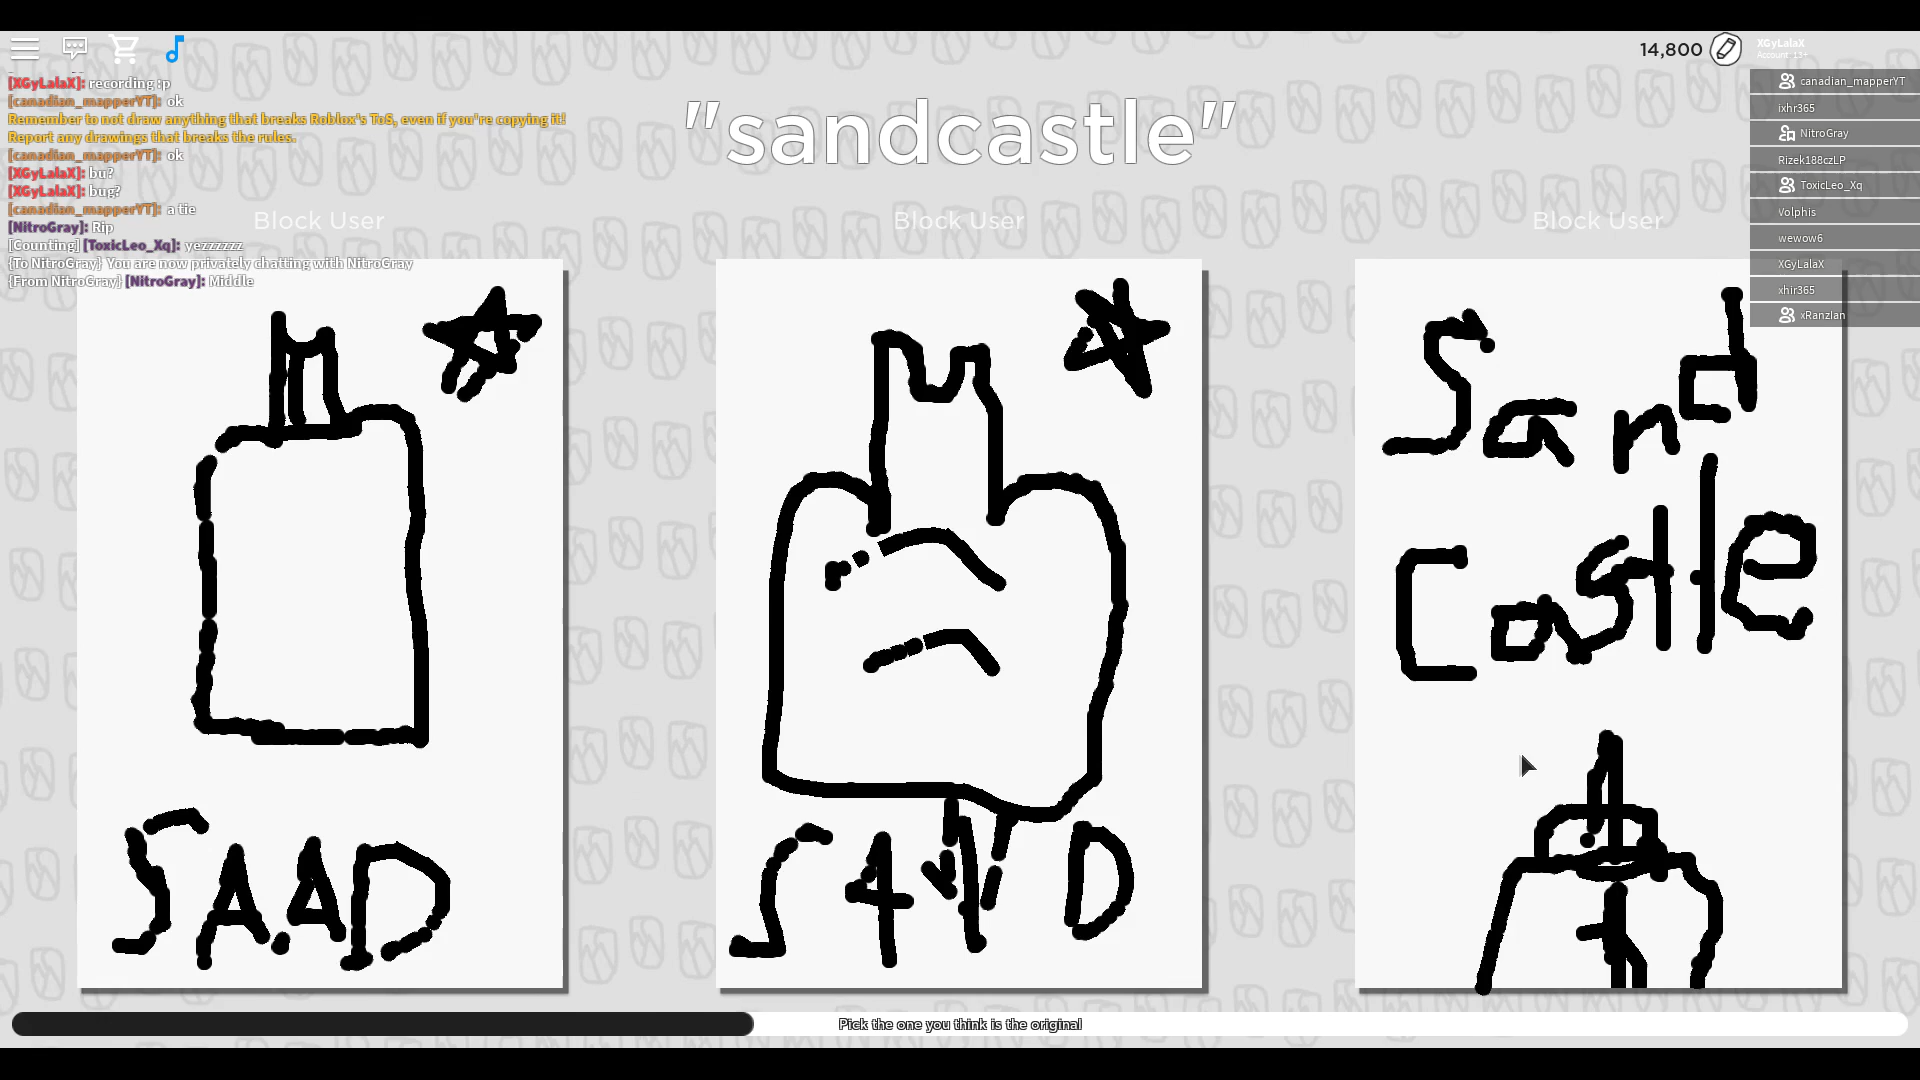 14,800
XGyLalaX
Account: 13+
[XGyLalaX]: recording :p
[canadian_mapperYT]: ok
Remember to not draw anything that breaks Roblox's ToS, even if you're copying it!
Report any drawings that breaks the rules.
[canadian_mapperYT]: ok
[XGyLalaX]: bu?
[XGyLalaX]: bug?
[canadian_mapperYT]: a tie
[NitroGray]: Rip
[Counting] [ToxicLeo_Xq]: yezzzzzz
{To NitroGray} You are now privately chatting with NitroGray
{From NitroGray} [NitroGray]: Middle
"sandcastle"
canadian_mapperYT
ixhr365
NitroGray
Rizek188czLP
ToxicLeo_Xq
Volphis
wewow6
XGyLalaX
xhir365
xRanzIan
Block User
Block User
Block User
SAAD
SAND
Sand
Castle
Pick the one you think is the original